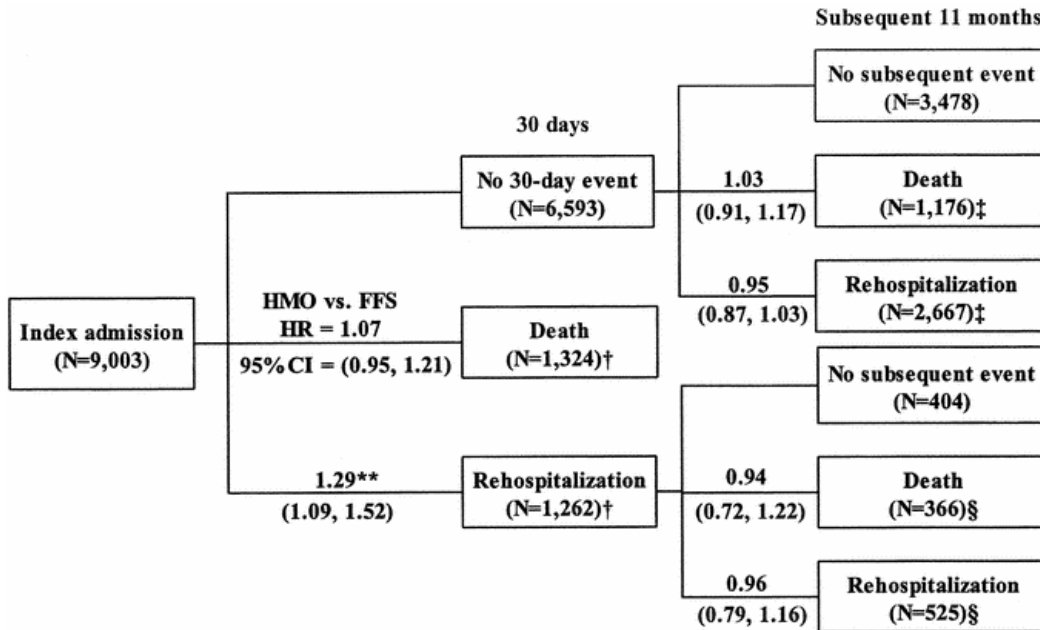 Subsequent 11 months
No subsequent event
(N=3,478)
30 days
No 30-day event
(N=6,593)
1.03
(0.91, 1.17)
Death
(N=1,176)‡
0.95
(0.87, 1.03)
Rehospitalization
(N=2,667)‡
Index admission
(N=9,003)
HMO vs. FFS
HR = 1.07
95%CI = (0.95, 1.21)
Death
(N=1,324)†
No subsequent event
(N=404)
1.29**
(1.09, 1.52)
Rehospitalization
(N=1,262)†
0.94
(0.72, 1.22)
Death
(N=366)§
0.96
(0.79, 1.16)
Rehospitalization
(N=525)§